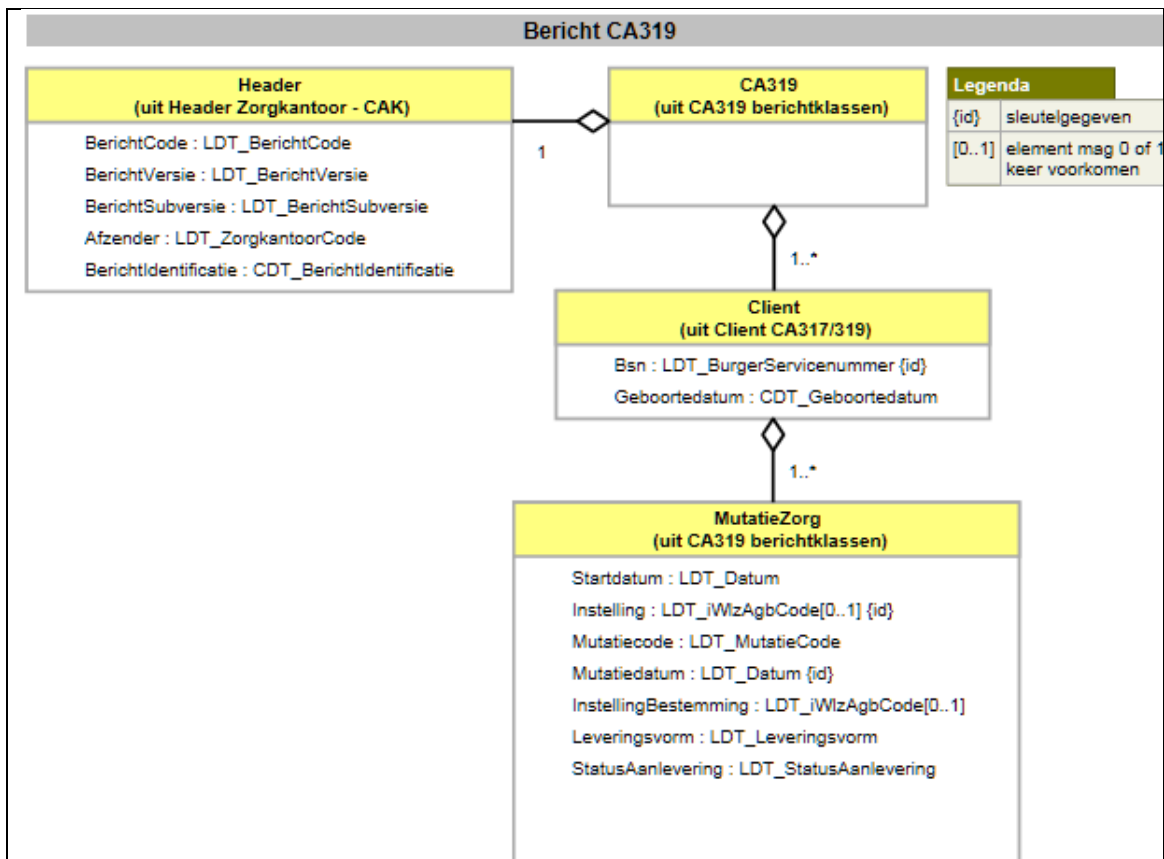 Bericht CA319
Header
(uit Header Zorgkantoor - CAK)
BerichtCode : LDT_BerichtCode
BerichtVersie : LDT_BerichtVersie
BerichtSubversie : LDT_BerichtSubversie
Afzender : LDT_ZorgkantoorCode
BerichtIdentificatie : CDT_BerichtIdentificatie
1
CA319
(uit CA319 berichtklassen)
Legenda
{id} sleutelgegeven
[0..1] element mag 0 of 1
keer voorkomen
1..*
Client
(uit Client CA317/319)
Bsn : LDT_BurgerServicenummer {id}
Geboortedatum : CDT_Geboortedatum
1..*
MutatieZorg
(uit CA319 berichtklassen)
Startdatum : LDT_Datum
Instelling : LDT_iWlzAgbCode[0..1] {id}
Mutatiecode : LDT_MutatieCode
Mutatiedatum : LDT_Datum {id}
InstellingBestemming : LDT_iWlzAgbCode[0..1]
Leveringsvorm : LDT_Leveringsvorm
StatusAanlevering : LDT_StatusAanlevering